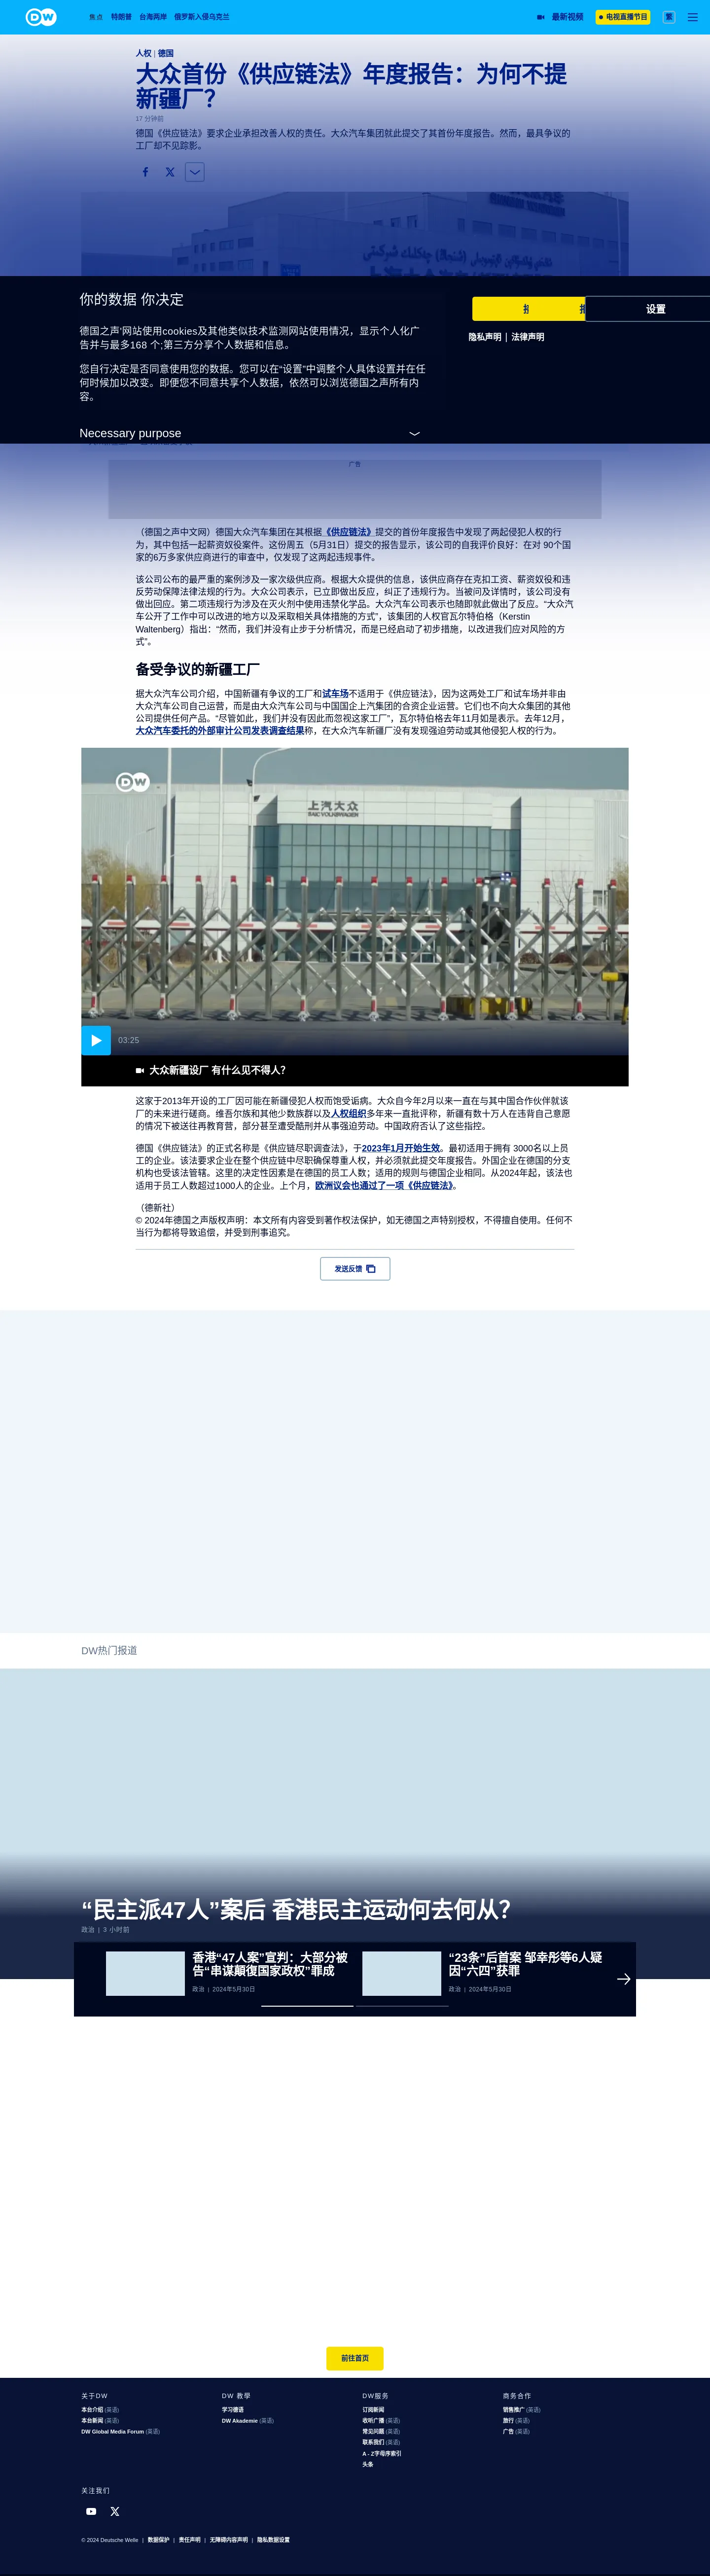 DW
焦点 特朗普 台海两岸 俄罗斯入侵乌克兰
最新视频
电视直播节目
繁
人权 | 德国
大众首份《供应链法》年度报告：为何不提
新疆厂？
17 分钟前
德国《供应链法》要求企业承担改善人权的责任。大众汽车集团就此提交了其首份年度报告。然而，最具争议的
工厂却不见踪影。
你的数据 你决定
德国之声'网站使用cookies及其他类似技术监测网站使用情况，显示个人化广
告并与最多168 个;第三方分享个人数据和信息。
您自行决定是否同意使用您的数据。您可以在“设置”中调整个人具体设置并在任
何时候加以改变。即便您不同意共享个人数据，依然可以浏览德国之声所有内
容。
设置
隐私声明 | 法律声明
Necessary purpose
广告
（德国之声中文网）德国大众汽车集团在其根据《供应链法》提交的首份年度报告中发现了两起侵犯人权的行
为，其中包括一起薪资奴役案件。这份周五（5月31日）提交的报告显示，该公司的自我评价良好：在对 90个国
家的6万多家供应商进行的审查中，仅发现了这两起违规事件。
该公司公布的最严重的案例涉及一家次级供应商。根据大众提供的信息，该供应商存在克扣工资、薪资奴役和违
反劳动保障法律法规的行为。大众公司表示，已立即做出反应，纠正了违规行为。当被问及详情时，该公司没有
做出回应。第二项违规行为涉及在灭火剂中使用违禁化学品。大众汽车公司表示也随即就此做出了反应。“大众汽
车公开了工作中可以改进的地方以及采取相关具体措施的方式”，该集团的人权官瓦尔特伯格（Kerstin
Waltenberg）指出：“然而，我们并没有止步于分析情况，而是已经启动了初步措施，以改进我们应对风险的方
式”。
备受争议的新疆工厂
据大众汽车公司介绍，中国新疆有争议的工厂和试车场不适用于《供应链法》，因为这两处工厂和试车场并非由
大众汽车公司自己运营，而是由大众汽车公司与中国国企上汽集团的合资企业运营。它们也不向大众集团的其他
公司提供任何产品。“尽管如此，我们并没有因此而忽视这家工厂”，瓦尔特伯格去年11月如是表示。去年12月，
大众汽车委托的外部审计公司发表调查结果称，在大众汽车新疆厂没有发现强迫劳动或其他侵犯人权的行为。
DW
上汽大众
SAIC VOLKSWAGEN
03:25
大众新疆设厂 有什么见不得人？
这家于2013年开设的工厂因可能在新疆侵犯人权而饱受诟病。大众自今年2月以来一直在与其中国合作伙伴就该
厂的未来进行磋商。维吾尔族和其他少数族群以及人权组织多年来一直批评称，新疆有数十万人在违背自己意愿
的情况下被送往再教育营，部分甚至遭受酷刑并从事强迫劳动。中国政府否认了这些指控。
德国《供应链法》的正式名称是《供应链尽职调查法》，于2023年1月开始生效。最初适用于拥有 3000名以上员
工的企业。该法要求企业在整个供应链中尽职确保尊重人权，并必须就此提交年度报告。外国企业在德国的分支
机构也受该法管辖。这里的决定性因素是在德国的员工人数；适用的规则与德国企业相同。从2024年起，该法也
适用于员工人数超过1000人的企业。上个月，欧洲议会也通过了一项《供应链法》。
（德新社）
© 2024年德国之声版权声明：本文所有内容受到著作权法保护，如无德国之声特别授权，不得擅自使用。任何不
当行为都将导致追偿，并受到刑事追究。
发送反馈
DW热门报道
“民主派47人”案后 香港民主运动何去何从？
政治 | 3 小时前
香港“47人案”宣判：大部分被
告“串谋颠覆国家政权”罪成
政治 | 2024年5月30日
“23条”后首案 邹幸彤等6人疑
因“六四”获罪
政治 | 2024年5月30日
前往首页
关于DW
本台介绍 (英语)
本台新闻 (英语)
DW Global Media Forum (英语)
DW 教學
学习德语
DW Akademie (英语)
DW服务
订阅新闻
收听广播 (英语)
常见问题 (英语)
联系我们 (英语)
A - Z字母序索引
头条
商务合作
销售推广 (英语)
旅行 (英语)
广告 (英语)
关注我们
© 2024 Deutsche Welle | 数据保护 | 责任声明 | 无障碍内容声明 | 隐私数据设置